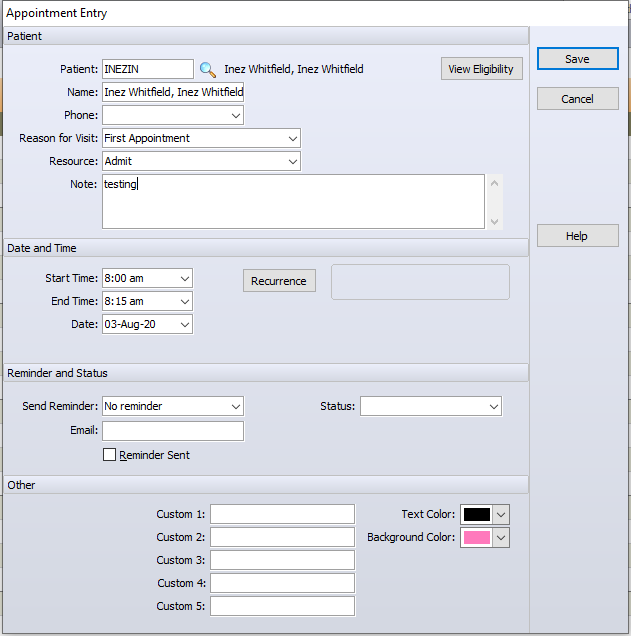 Appointment Entry
Patient
Patient: INEZIN Inez Whitfield, Inez Whitfield View Eligibility Save
Name: Inez Whitfield, Inez Whitfield Cancel
Phone:
Reason for Visit: First Appointment
Resource: Admit
Note: testing
Help
Date and Time
Start Time: 8:00 am Recurrence
End Time: 8:15 am
Date: 03-Aug-20
Reminder and Status
Send Reminder: No reminder Status:
Email:
Reminder Sent
Other
Custom 1: Text Color:
Custom 2: Background Color:
Custom 3:
Custom 4:
Custom 5: